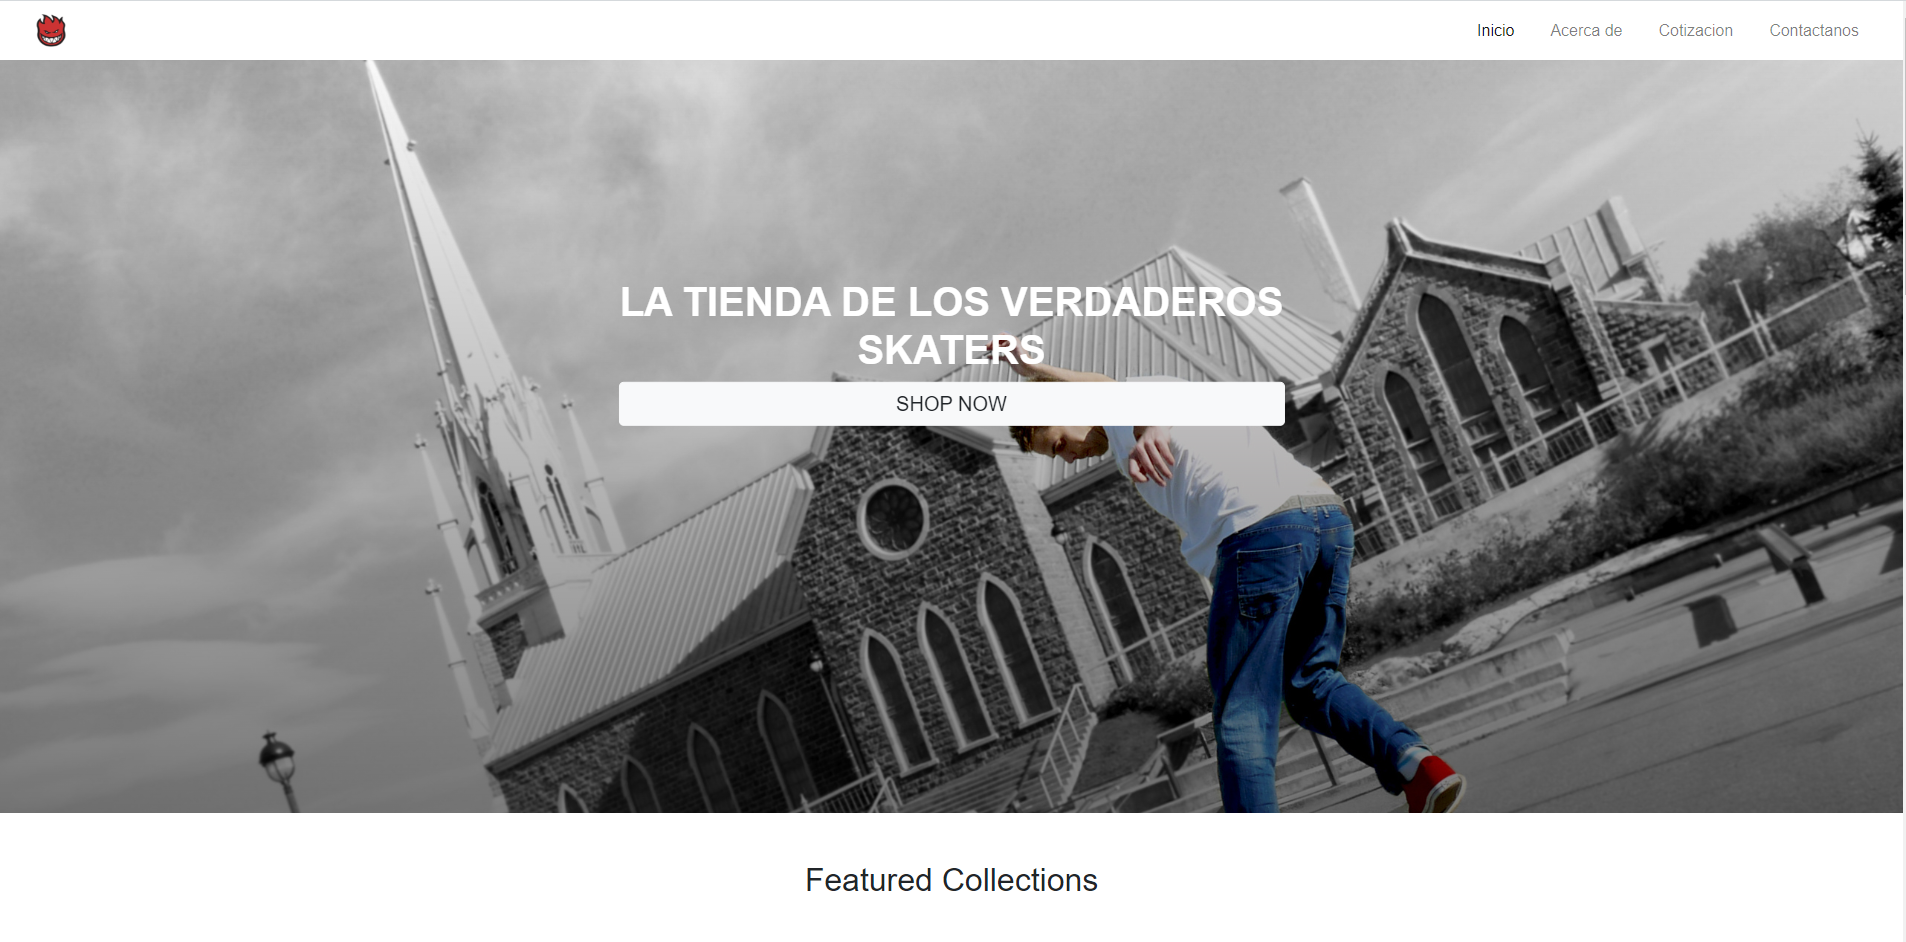 Inicio Acerca de Cotizacion Contactanos
LA TIENDA DE LOS VERDADEROS
SKATERS
SHOP NOW
Featured Collections